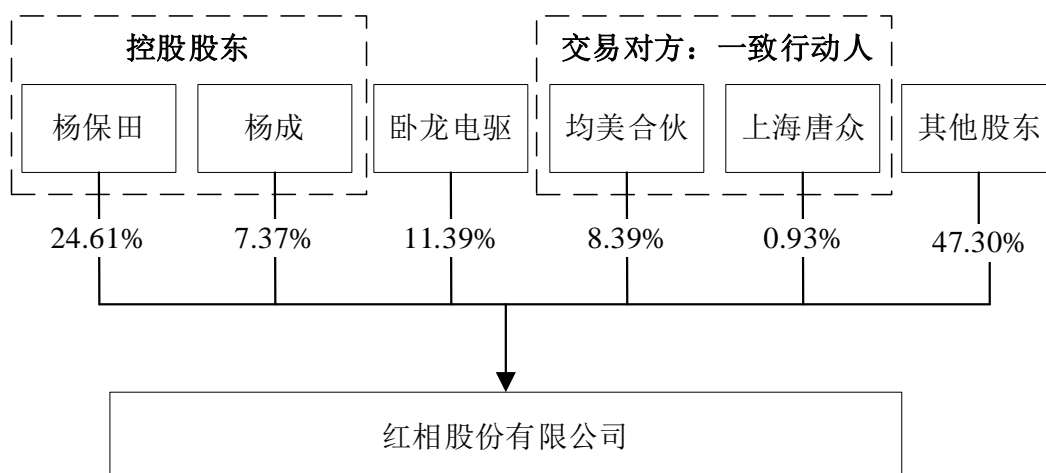 控股股东
交易对方：一致行动人
杨保田
杨成
卧龙电驱
均美合伙
上海唐众
其他股东
24.61%
7.37%
11.39%
8.39%
0.93%
47.30%
红相股份有限公司